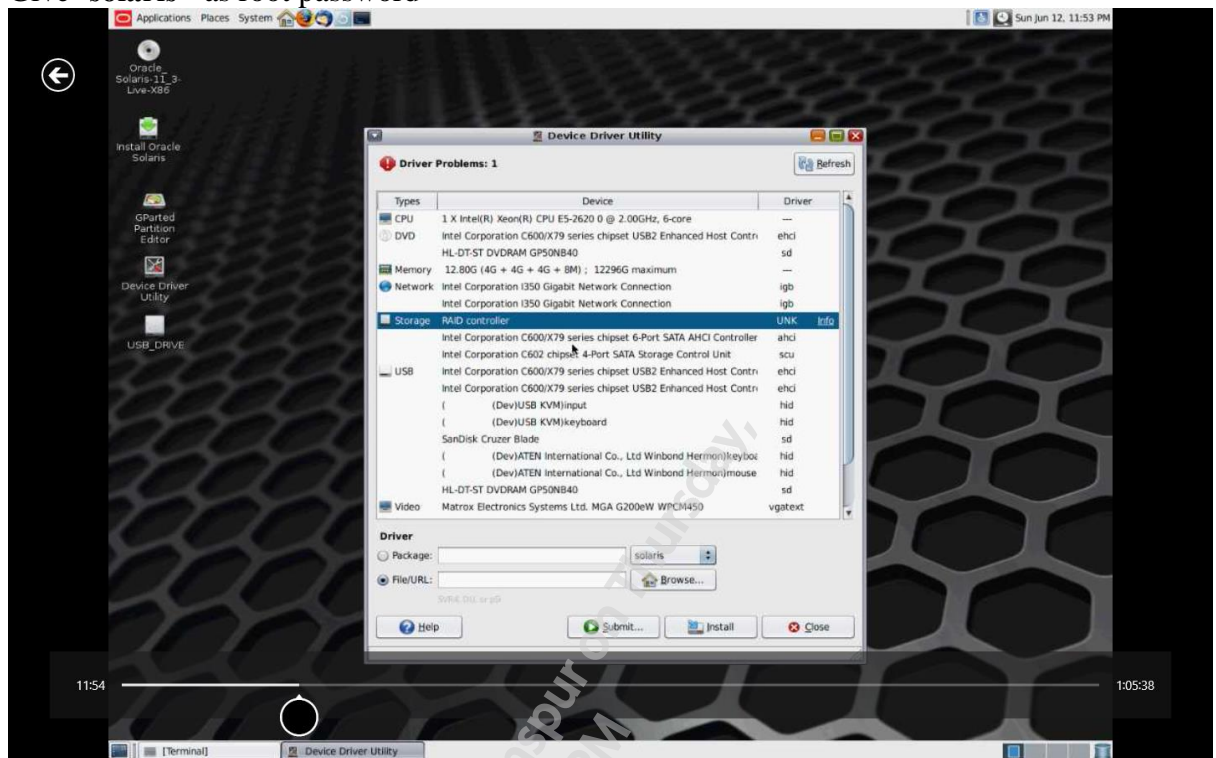 Give "solaris" as root password
Applications Places System Sun Jun 12, 11:53 PM
Oracle_
Solaris-11_3-
Live-X86
Install Oracle
Solaris
GParted
Partition
Editor
Device Driver
Utility
USB_DRIVE
Device Driver Utility
Driver Problems: 1 Refresh
Types Device Driver
CPU 1 X Intel(R) Xeon(R) CPU E5-2620 0 @ 2.00GHz, 6-core ---
DVD Intel Corporation C600/X79 series chipset USB2 Enhanced Host Contr ehci
HL-DT-ST DVDRAM GP50NB40 sd
Memory 12.80G (4G + 4G + 4G + 8M) ; 12296G maximum ---
Network Intel Corporation I350 Gigabit Network Connection igb
Intel Corporation I350 Gigabit Network Connection igb
Storage RAID controller UNK Info
Intel Corporation C600/X79 series chipset 6-Port SATA AHCI Controller ahci
Intel Corporation C602 chipset 4-Port SATA Storage Control Unit scu
USB Intel Corporation C600/X79 series chipset USB2 Enhanced Host Contr ehci
Intel Corporation C600/X79 series chipset USB2 Enhanced Host Contr ehci
( (Dev)USB KVM)input hid
( (Dev)USB KVM)keyboard hid
SanDisk Cruzer Blade sd
( (Dev)ATEN International Co., Ltd Winbond Hermon)keyboa hid
( (Dev)ATEN International Co., Ltd Winbond Hermon)mouse hid
HL-DT-ST DVDRAM GP50NB40 sd
Video Matrox Electronics Systems Ltd. MGA G200eW WPCM450 vgatext
Driver
Package: solaris
File/URL: Browse...
SVR4, DU, or p5i
Help Submit... Install Close
11:54 1:05:38
[Terminal] Device Driver Utility
nspur on Thursday,